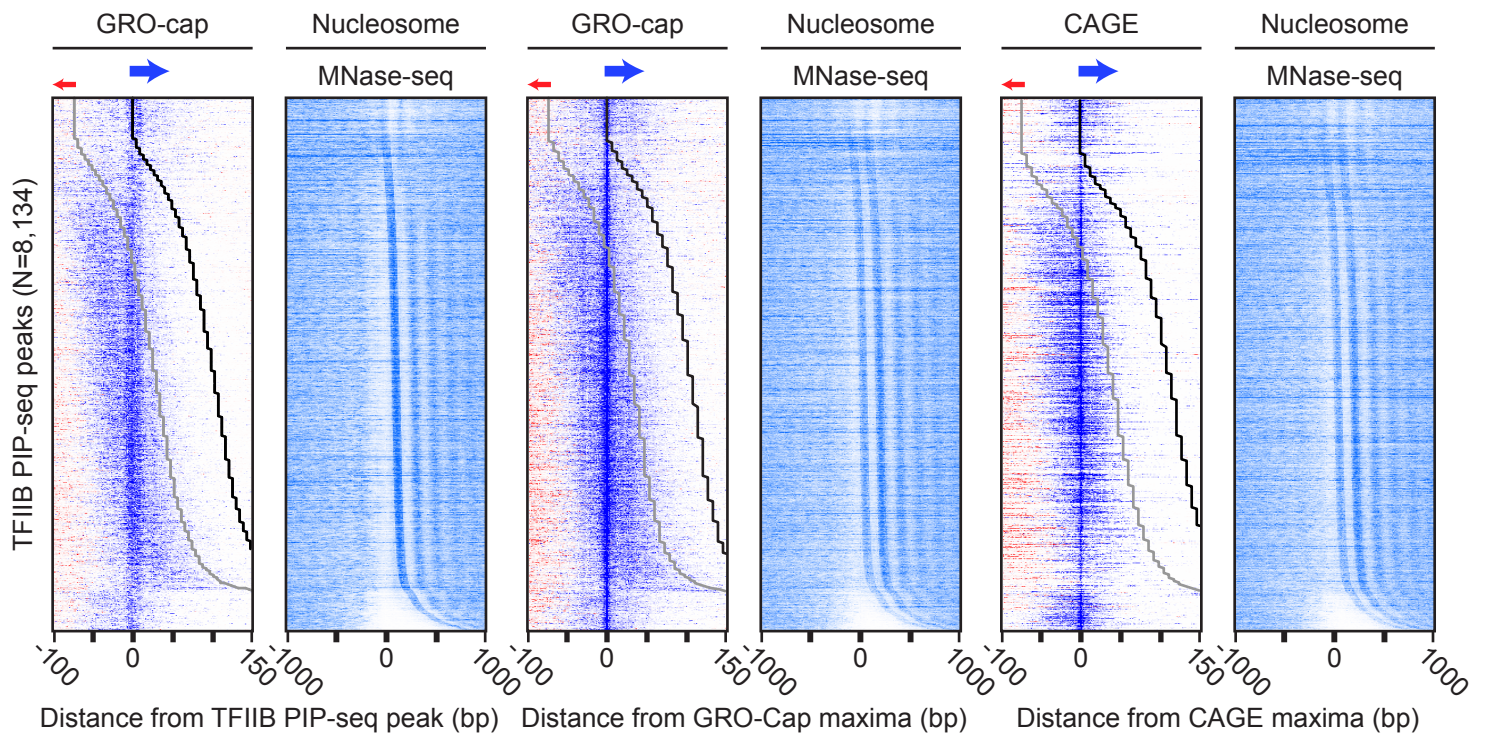 GRO-cap Nucleosome GRO-cap Nucleosome CAGE Nucleosome
MNase-seq MNase-seq MNase-seq
TFIIB PIP-seq peaks (N=8,134)
-100 0 150 -1000 0 1000 -100 0 150 -1000 0 1000 -100 0 150 -1000 0 1000
Distance from TFIIB PIP-seq peak (bp) Distance from GRO-Cap maxima (bp) Distance from CAGE maxima (bp)